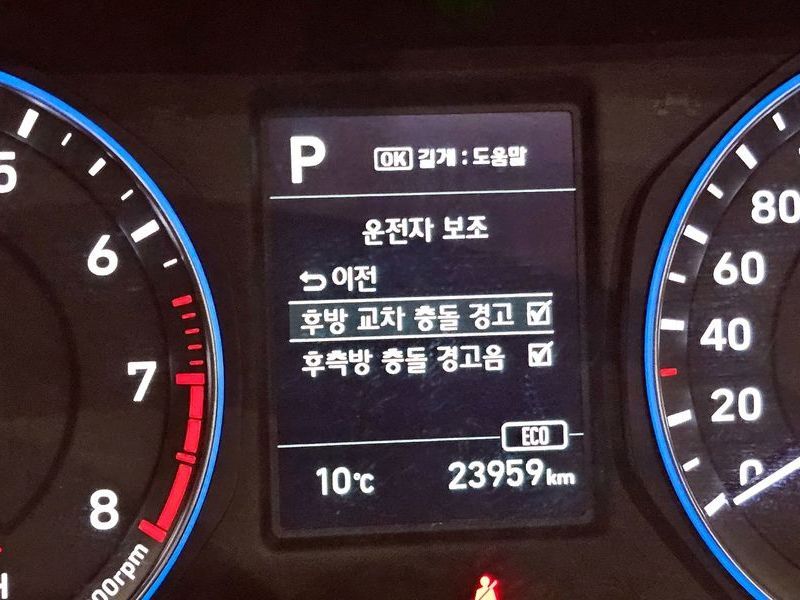 P OK 길게 : 도움말
운전자 보조
이전
후방 교차 충돌 경고
후측방 충돌 경고음
ECO
10℃ 23959km
5
6
7
8
00rpm
80
60
40
20
0